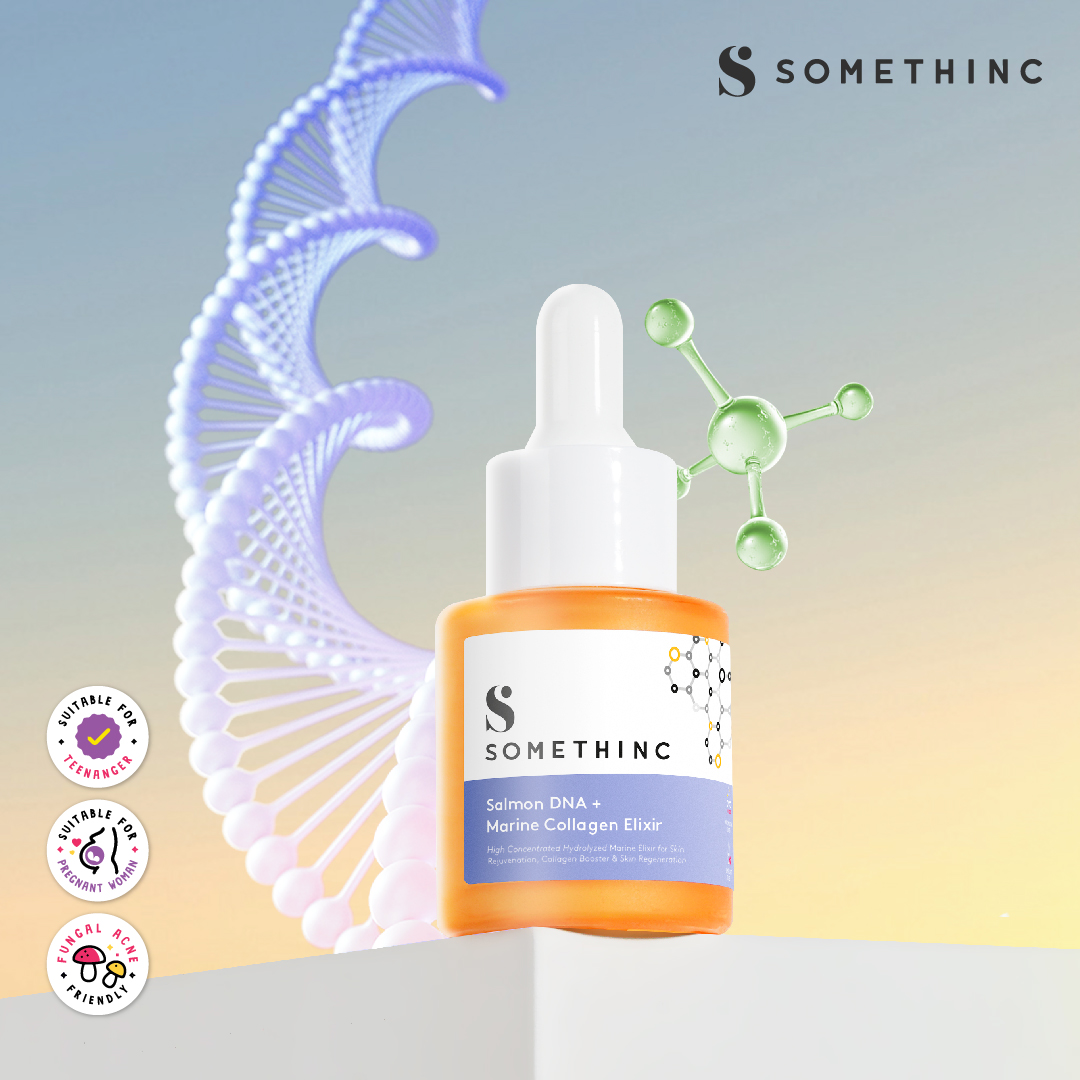 SOMETHINC
SOMETHINC
Salmon DNA +
Marine Collagen Elixir
High Concentrated Hydrolyzed Marine Elixir for Skin
Rejuvenation, Collagen Booster & Skin Regeneration
SUITABLE FOR
TEENANGER
SUITABLE FOR
PREGNANT WOMAN
FUNGAL ACNE
FRIENDLY